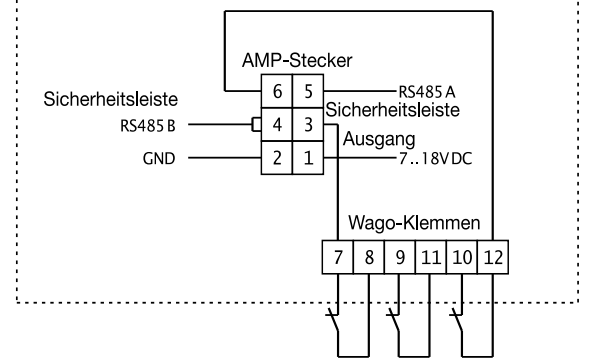 AMP-Stecker
6 5 RS485 A
Sicherheitsleiste Sicherheitsleiste
RS485 B 4 3
Ausgang
GND 2 1 7..18V DC
Wago-Klemmen
7 8 9 11 10 12